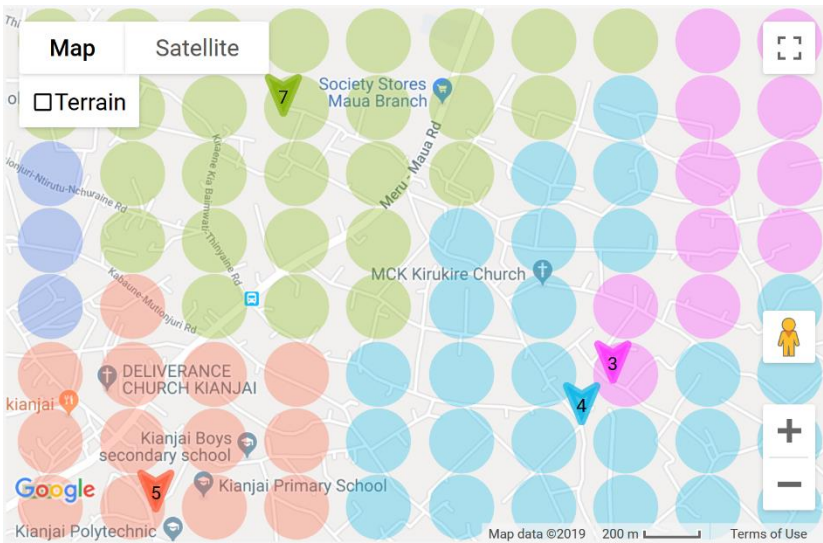 Map
Satellite
Terrain
7
Society Stores
Maua Branch
Meru - Maua Rd
Kilaene Kia Baimwati-Thinyaine Rd
MCK Kirukire Church
Kabaune-Mutionjuri Rd
3
DELIVERANCE
CHURCH KIANJAI
kianjai
4
Kianjai Boys
secondary school
Kianjai Primary School
Google
5
Kianjai Polytechnic
Map data ©2019
200 m
Terms of Use